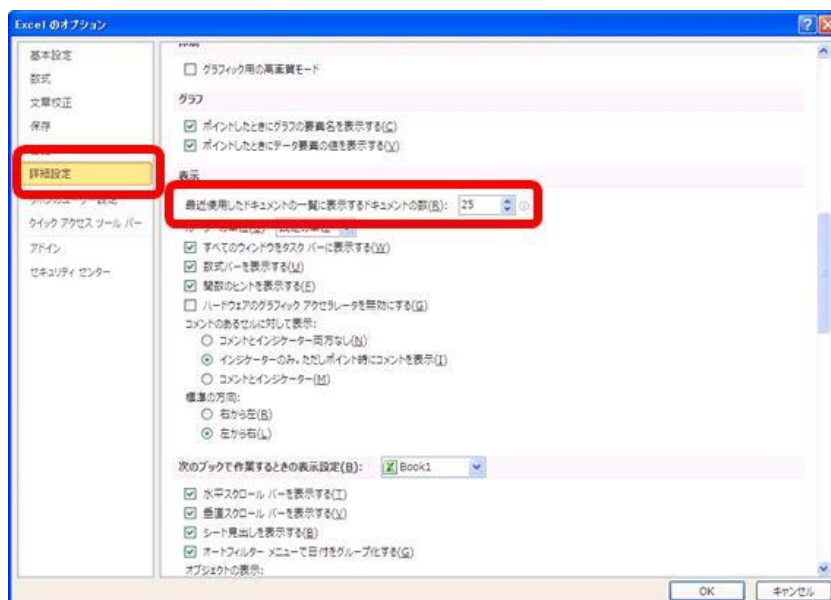 Excel のオプション
基本設定
数式
文章校正
保存
詳細設定
クイック アクセス ツール バー
アドイン
セキュリティ センター
グラフィック用の高画質モード
グラフ
ポイントしたときにグラフの要素名を表示する(C)
ポイントしたときにデータ要素の値を表示する(V)
表示
最近使用したドキュメントの一覧に表示するドキュメントの数(R): 25
すべてのウィンドウをタスク バーに表示する(W)
数式バーを表示する(U)
関数のヒントを表示する(F)
ハードウェアのグラフィック アクセラレータを無効にする(G)
コメントのあるセルに対して表示:
コメントとインジケーター両方なし(N)
インジケーターのみ。ただしポイント時にコメントを表示(I)
コメントとインジケーター(M)
標準の方向:
右から左(R)
左から右(L)
次のブックで作業するときの表示設定(B): Book1
水平スクロール バーを表示する(T)
垂直スクロール バーを表示する(V)
シート見出しを表示する(B)
オートフィルター メニューで日付をグループ化する(G)
オブジェクトの表示:
OK
キャンセル